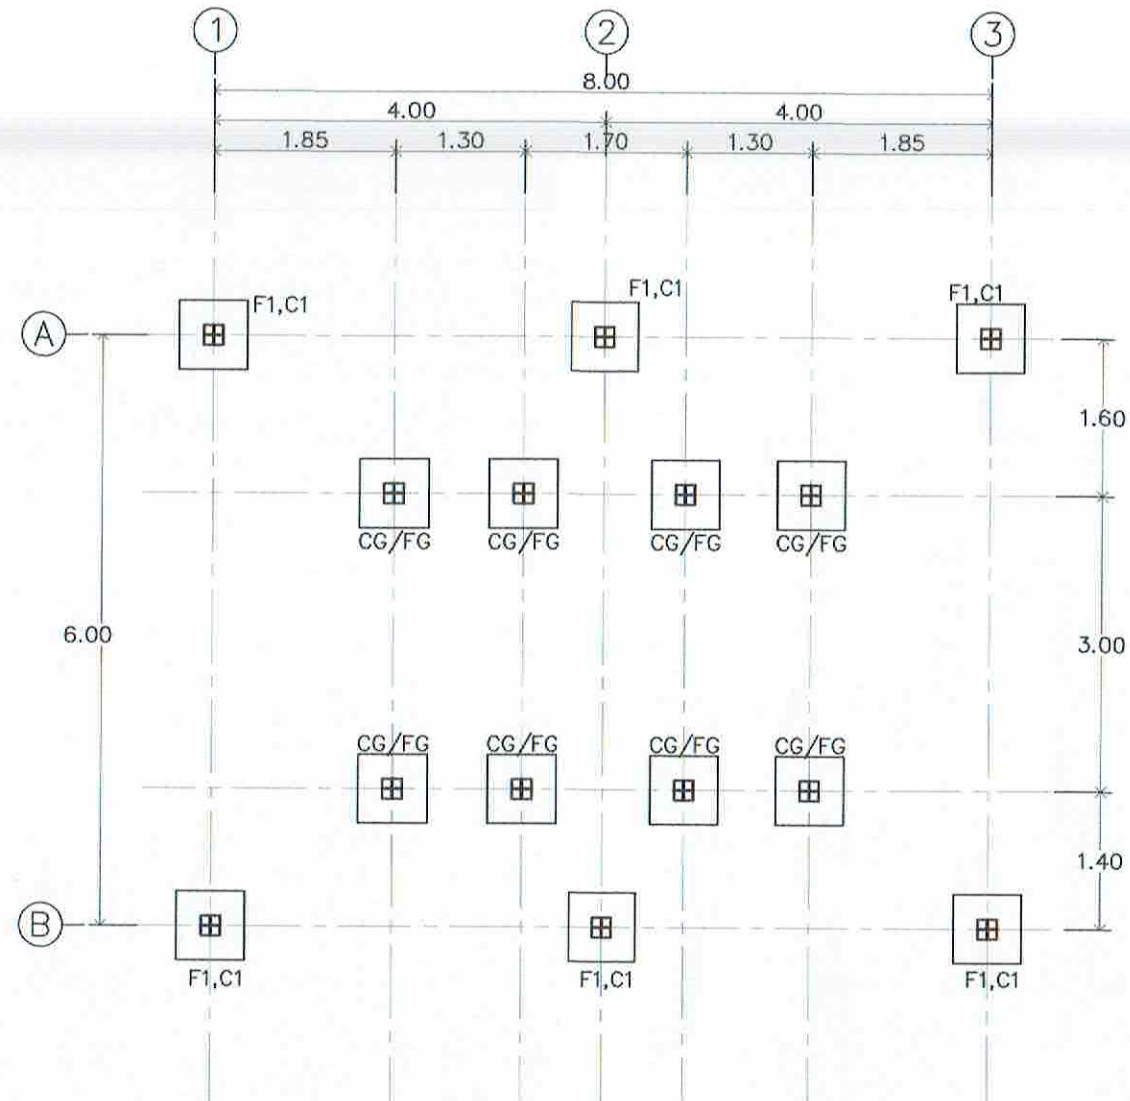 1 2 3
8.00
4.00 4.00
1.85 1.30 1.70 1.30 1.85
F1,C1 F1,C1 F1,C1
A
1.60
CG/FG CG/FG CG/FG CG/FG
6.00 3.00
CG/FG CG/FG CG/FG CG/FG
1.40
B
F1,C1 F1,C1 F1,C1